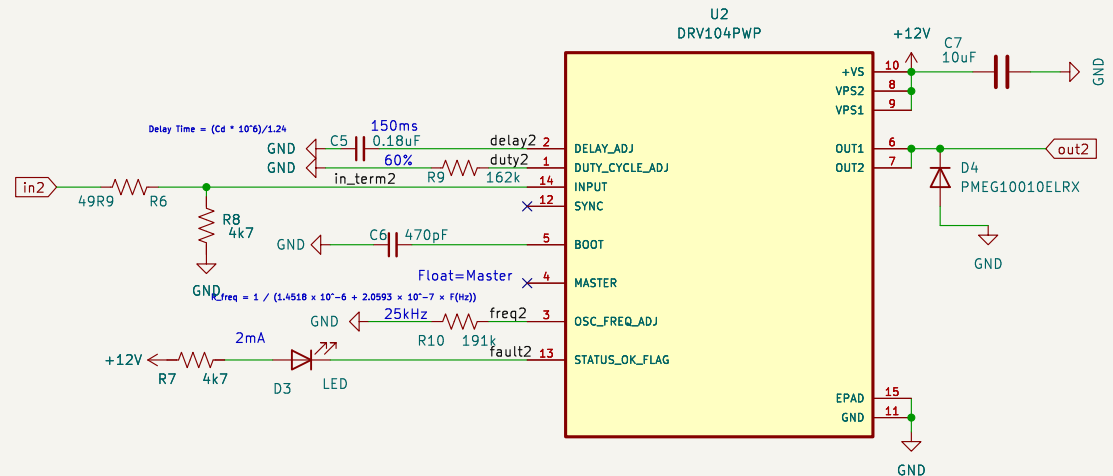 U2
DRV104PWP
+12V
C7
10uF
GND
+VS 10
VPS2 8
VPS1 9
Delay Time = (Cd * 10^6)/1.24
150ms
GND C5 0.18uF delay2 2 DELAY_ADJ
GND 60% R9 162k duty2 1 DUTY_CYCLE_ADJ
in2 49R9 R6 in_term2 14 INPUT
12 SYNC
R8
4k7
GND
OUT1 6 out2
OUT2 7
D4
PMEG10010ELRX
GND
GND C6 470pF 5 BOOT
Float=Master 4 MASTER
R_freq = 1 / (1.4518 x 10^-6 + 2.0593 × 10^-7 × F(Hz))
GND 25kHz R10 191k freq2 3 OSC_FREQ_ADJ
2mA
+12V R7 4k7 D3 LED fault2 13 STATUS_OK_FLAG
EPAD 15
GND 11
GND